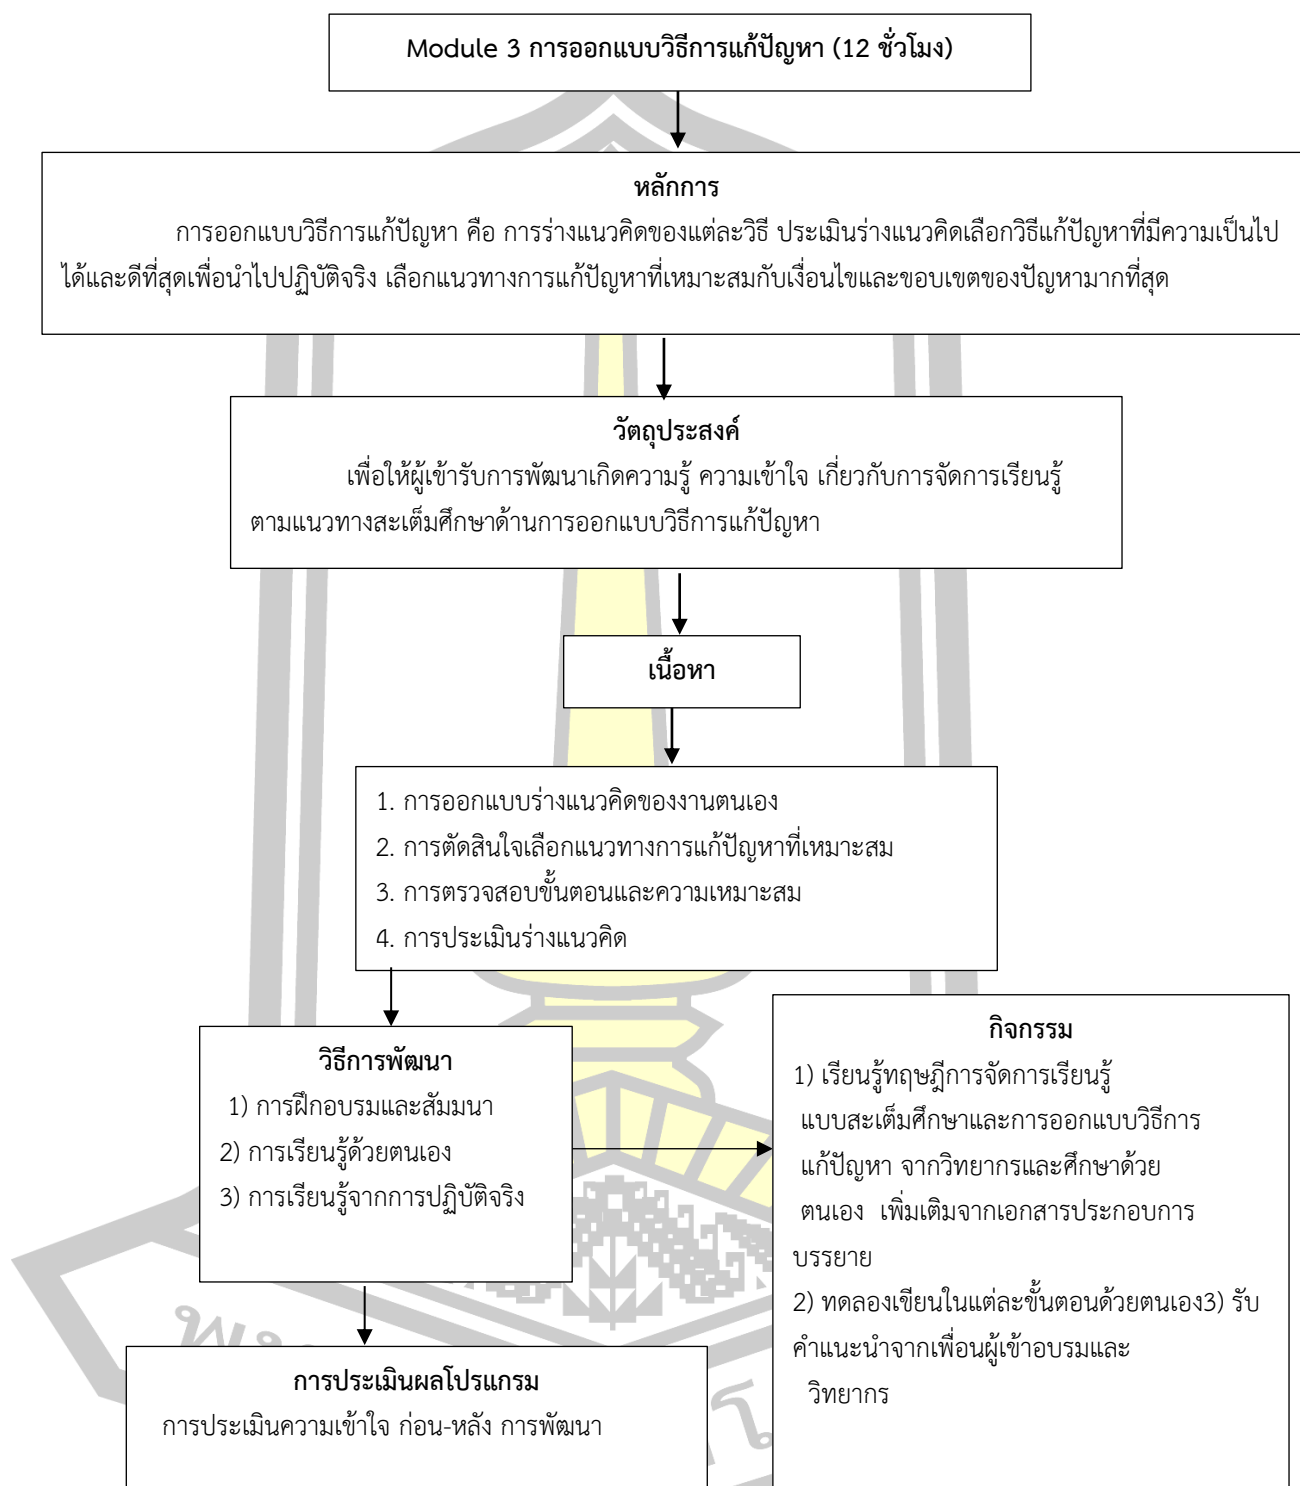 Module 3 การออกแบบวิธีการแก้ปัญหา (12 ชั่วโมง)
หลักการ
การออกแบบวิธีการแก้ปัญหา คือ การร่างแนวคิดของแต่ละวิธี ประเมินร่างแนวคิดเลือกวิธีแก้ปัญหาที่มีความเป็นไป
ได้และดีที่สุดเพื่อนำไปปฏิบัติจริง เลือกแนวทางการแก้ปัญหาที่เหมาะสมกับเงื่อนไขและขอบเขตของปัญหามากที่สุด
วัตถุประสงค์
เพื่อให้ผู้เข้ารับการพัฒนาเกิดความรู้ ความเข้าใจ เกี่ยวกับการจัดการเรียนรู้
ตามแนวทางสะเต็มศึกษาด้านการออกแบบวิธีการแก้ปัญหา
เนื้อหา
1. การออกแบบร่างแนวคิดของงานตนเอง
2. การตัดสินใจเลือกแนวทางการแก้ปัญหาที่เหมาะสม
3. การตรวจสอบขั้นตอนและความเหมาะสม
4. การประเมินร่างแนวคิด
วิธีการพัฒนา
1) การฝึกอบรมและสัมมนา
2) การเรียนรู้ด้วยตนเอง
3) การเรียนรู้จากการปฏิบัติจริง
กิจกรรม
1) เรียนรู้ทฤษฎีการจัดการเรียนรู้
แบบสะเต็มศึกษาและการออกแบบวิธีการ
แก้ปัญหา จากวิทยากรและศึกษาด้วย
ตนเอง เพิ่มเติมจากเอกสารประกอบการ
บรรยาย
2) ทดลองเขียนในแต่ละขั้นตอนด้วยตนเอง3) รับ
คำแนะนำจากเพื่อนผู้เข้าอบรมและ
วิทยากร
การประเมินผลโปรแกรม
การประเมินความเข้าใจ ก่อน-หลัง การพัฒนา